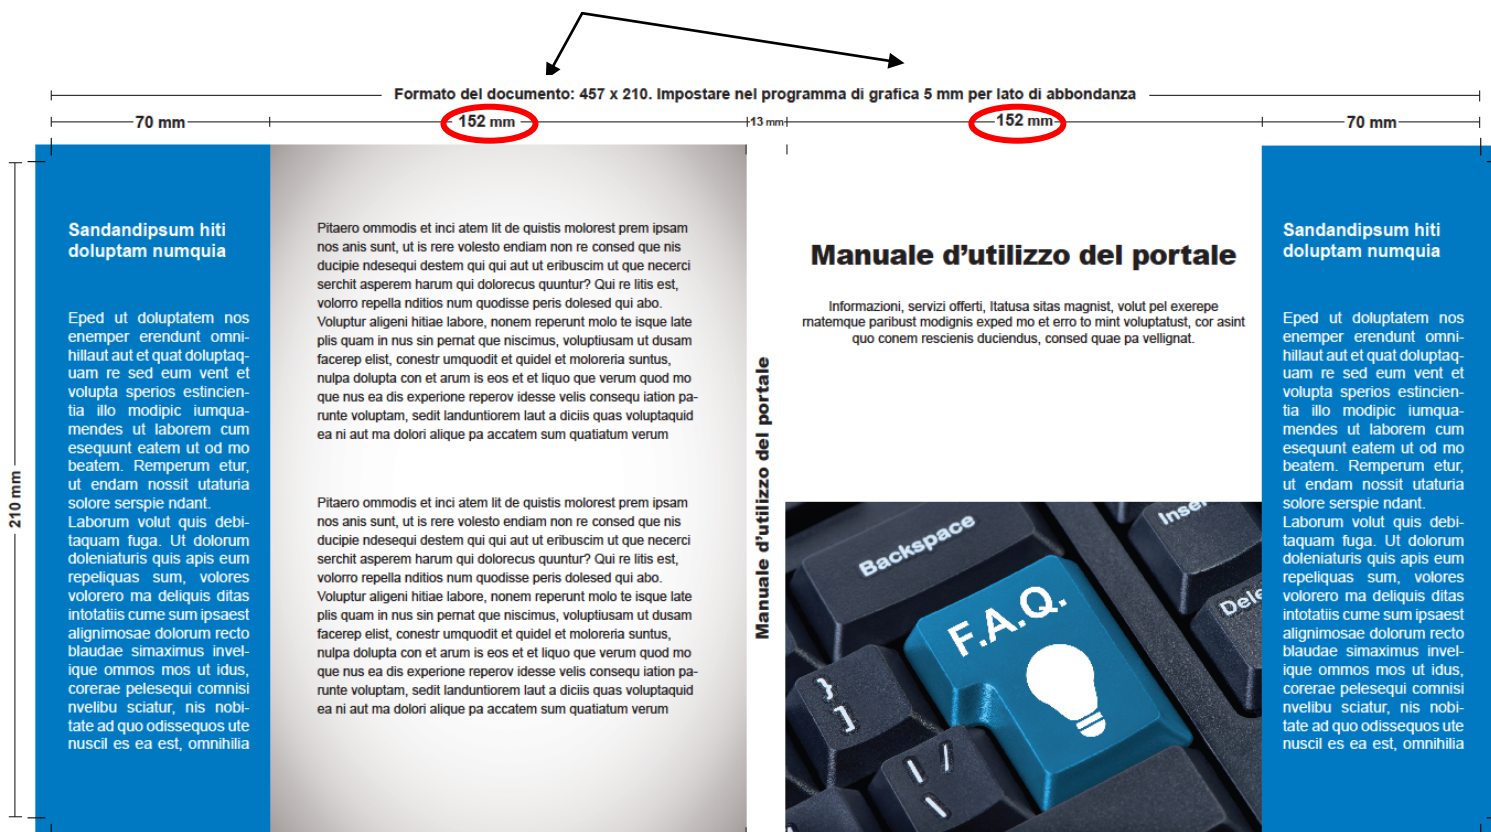 Formato del documento: 457 x 210. Impostare nel programma di grafica 5 mm per lato di abbondanza
70 mm
152 mm
13 mm
152 mm
70 mm
210 mm
Sandandipsum hiti
doluptam numquia
Eped ut doluptatem nos
enemper erendunt omni-
hillaut aut et quat doluptaq-
uam re sed eum vent et
volupta sperios estincien-
tia illo modipic iumqua-
mendes ut laborem cum
esequunt eatem ut od mo
beatem. Remperum etur,
ut endam nossit utaturia
solore serspie ndant.
Laborum volut quis debi-
taquam fuga. Ut dolorum
doleniaturis quis apis eum
repeliquas sum, volores
volorero ma deliquis ditas
intotatiis cume sum ipsaest
alignimosae dolorum recto
blaudae simaximus invel-
ique ommos mos ut idus,
corerae pelesequi comnisi
nvelibu sciatur, nis nobi-
tate ad quo odissequos ute
nuscil es ea est, omnihilia
Pitaero ommodis et inci atem lit de quistis molorest prem ipsam
nos anis sunt, ut is rere volesto endiam non re consed que nis
ducipie ndesequi destem qui qui aut ut eribuscim ut que necerci
serchit asperem harum qui dolorecus quuntur? Qui re litis est,
volorro repella nditios num quodisse peris dolesed qui abo.
Voluptur aligeni hitiae labore, nonem reperunt molo te isque late
plis quam in nus sin pernat que niscimus, voluptiusam ut dusam
facerep elist, conestr umquodit et quidel et moloreria suntus,
nulpa dolupta con et arum is eos et et liquo que verum quod mo
que nus ea dis experione reperov idesse velis consequ iation pa-
runte voluptam, sedit landuntiorem laut a diciis quas voluptaquid
ea ni aut ma dolori alique pa accatem sum quatiatum verum
Pitaero ommodis et inci atem lit de quistis molorest prem ipsam
nos anis sunt, ut is rere volesto endiam non re consed que nis
ducipie ndesequi destem qui qui aut ut eribuscim ut que necerci
serchit asperem harum qui dolorecus quuntur? Qui re litis est,
volorro repella nditios num quodisse peris dolesed qui abo.
Voluptur aligeni hitiae labore, nonem reperunt molo te isque late
plis quam in nus sin pernat que niscimus, voluptiusam ut dusam
facerep elist, conestr umquodit et quidel et moloreria suntus,
nulpa dolupta con et arum is eos et et liquo que verum quod mo
que nus ea dis experione reperov idesse velis consequ iation pa-
runte voluptam, sedit landuntiorem laut a diciis quas voluptaquid
ea ni aut ma dolori alique pa accatem sum quatiatum verum
Manuale d'utilizzo del portale
Manuale d'utilizzo del portale
Informazioni, servizi offerti, Itatusa sitas magnist, volut pel exerepe
matemque paribust modignis exped mo et erro to mint voluptatust, cor asint
quo conem rescienis duciendus, consed quae pa vellignat.
Backspace
Inser
Dele
F.A.Q.
}
]
| /
\
Sandandipsum hiti
doluptam numquia
Eped ut doluptatem nos
enemper erendunt omni-
hillaut aut et quat doluptaq-
uam re sed eum vent et
volupta sperios estincien-
tia illo modipic iumqua-
mendes ut laborem cum
esequunt eatem ut od mo
beatem. Remperum etur,
ut endam nossit utaturia
solore serspie ndant.
Laborum volut quis debi-
taquam fuga. Ut dolorum
doleniaturis quis apis eum
repeliquas sum, volores
volorero ma deliquis ditas
intotatiis cume sum ipsaest
alignimosae dolorum recto
blaudae simaximus invel-
ique ommos mos ut idus,
corerae pelesequi comnisi
nvelibu sciatur, nis nobi-
tate ad quo odissequos ute
nuscil es ea est, omnihilia